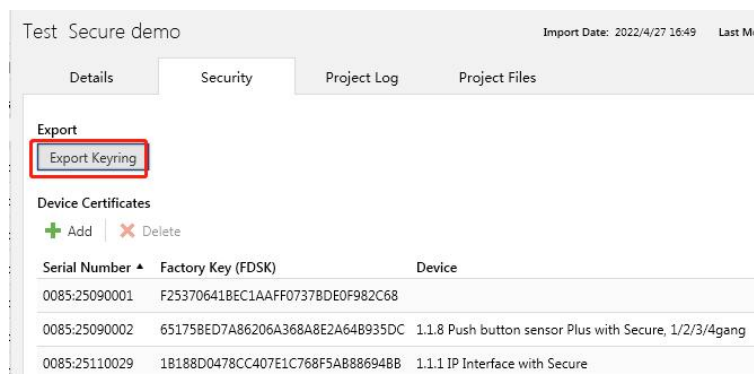 Test Secure demo
Import Date: 2022/4/27 16:49 Last M
Details Security Project Log Project Files
Export
Export Keyring
Device Certificates
Add Delete
Serial Number Factory Key (FDSK) Device
0085:25090001 F25370641BEC1AAFF0737BDE0F982C68
0085:25090002 65175BED7A86206A368A8E2A64B935DC 1.1.8 Push button sensor Plus with Secure, 1/2/3/4gang
0085:25110029 1B188D0478CC407E1C768F5AB88694BB 1.1.1 IP Interface with Secure